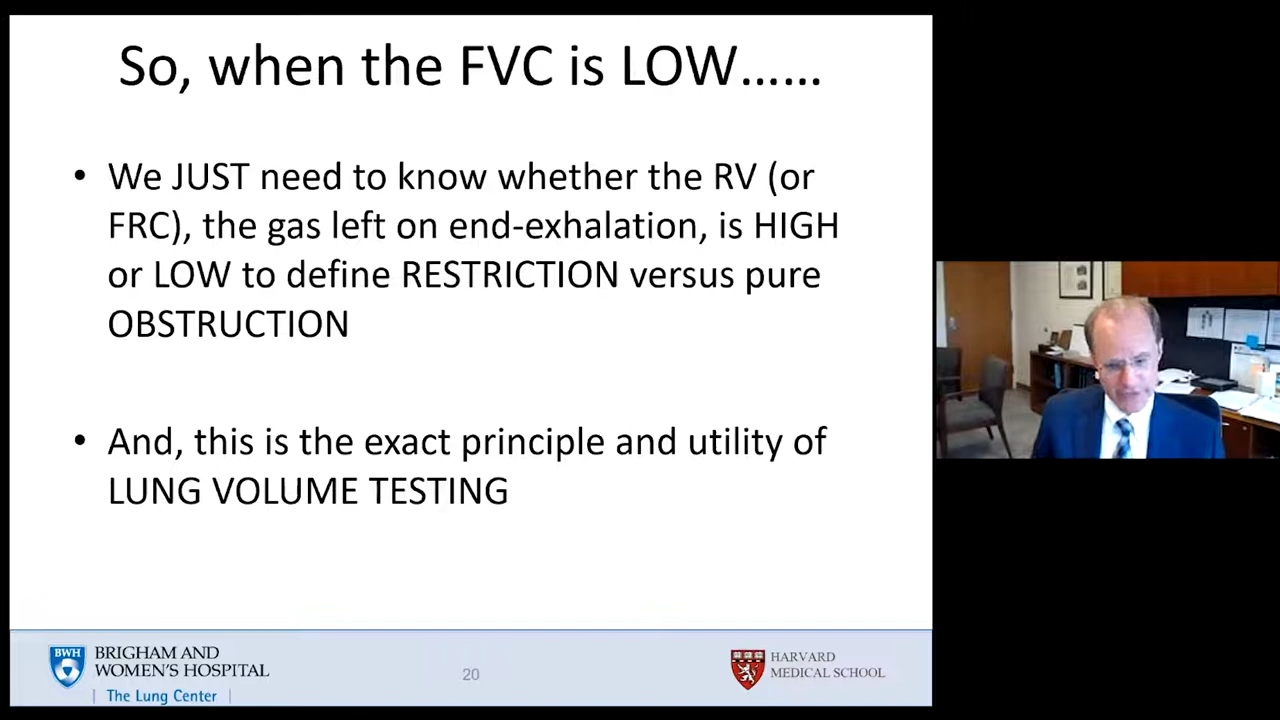 So, when the FVC is LOW……
• We JUST need to know whether the RV (or
FRC), the gas left on end-exhalation, is HIGH
or LOW to define RESTRICTION versus pure
OBSTRUCTION
• And, this is the exact principle and utility of
LUNG VOLUME TESTING
BWH
BRIGHAM AND
WOMEN'S HOSPITAL
| The Lung Center |
20
HARVARD
MEDICAL SCHOOL